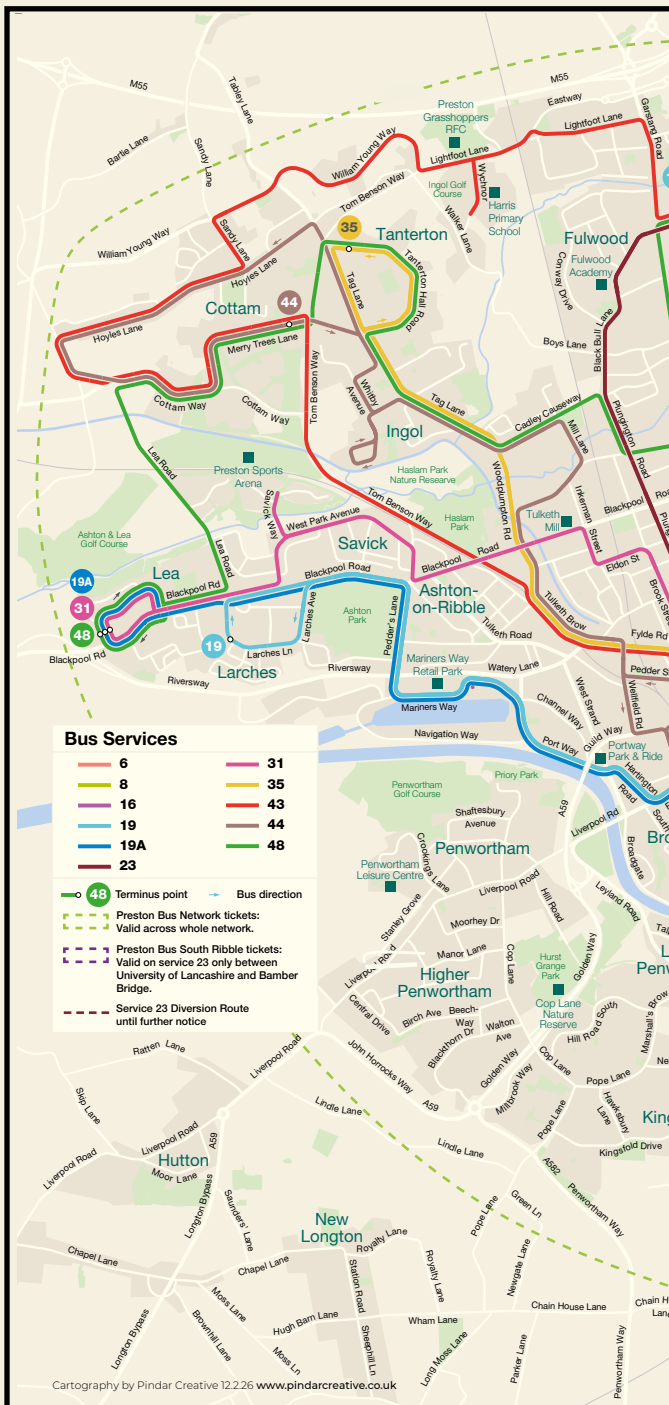 M55
Tabley Lane
Sandy Lane
Bartle Lane
William Young Way
Preston
Grasshoppers
RFC
M55
Eastway
Garstang Road
Lightfoot Lane
Lightfoot Lane
William Young Way
Tom Benson Way
Ingol Golf
Course
Wychnor
Harris
Primary
School
Walker Lane
Sandy Lane
Hoyles Lane
35
Tanterton
Tag Lane
Tanterton Hall Road
Fulwood
Fulwood
Academy
Conway Drive
Black Bull Lane
Boys Lane
Cottam
44
Hoyles Lane
Merry Trees Lane
Cottam Way
Cottam Way
Tom Benson Way
Whitby
Avenue
Ingol
Tag Lane
Cadley Causeway
Mill Lane
Plungington
Road
Lea Road
Preston Sports
Arena
Haslam Park
Nature Researve
Woodplumpton Rd
Tom Benson Way
Savick Way
West Park Avenue
Savick
Haslam
Park
Tulketh
Mill
Inkerman Street
Blackpool
Ashton & Lea
Golf Course
Lea Road
Blackpool Road
Blackpool Road
Eldon St
Brook Street
19A
31
48
Lea
Blackpool Rd
Blackpool Rd
Larches Ave
Ashton
Park
Pedder's Lane
Ashton-
on-Ribble
Tulketh Brow
Tulketh Road
Fylde Rd
19
Larches Ln
Larches
Riversway
Riversway
Mariners Way
Retail Park
Watery Lane
Pedder St
Wellfield Rd
West Strand
Channel Way
Guild Way
Mariners Way
Navigation Way
Port Way
Portway
Park & Ride
Hartington
Road
Bus Services
6
8
16
19
19A
23
31
35
43
44
48
48 Terminus point
Bus direction
Preston Bus Network tickets:
Valid across whole network.
Preston Bus South Ribble tickets:
Valid on service 23 only between
University of Lancashire and Bamber
Bridge.
Service 23 Diversion Route
until further notice
Penwortham
Golf Course
Priory Park
A59
Liverpool Rd
Shaftesbury
Avenue
Penwortham
Broadgate
Crookings Lane
Penwortham
Leisure Centre
Liverpool Road
Hill Road
Leyland Road
Stanley Grove
Moorhey Dr
Golden Way
Liverpool Rd
Manor Lane
Cop Lane
Hurst
Grange
Park
Higher
Penwortham
Cop Lane
Nature
Reserve
Central Drive
Birch Ave
Beech-
Way
Walton
Ave
Blackthorn Dr
Hill Road South
Marshall's Brow
John Horrocks Way
Golden Way
Millbrook Way
Cop Lane
Pope Lane
Hawksbury
Lane
Ratten Lane
Liverpool Road
Lindle Lane
A59
Pope Lane
Kingsfold Drive
Skip Lane
Lindle Lane
A582
Penwortham Way
Liverpool Road
Liverpool Road
A59
Hutton
Moor Lane
Longton Bypass
Saunders' Lane
Green Ln
Pope Lane
New
Longton
Royalty Lane
Royalty Lane
Newgate Lane
Chapel Lane
Chapel Lane
Station Road
Moss Lane
Chain House Lane
Hugh Barn Lane
Wham Lane
Longton Bypass
Brownhill Lane
Moss Ln
Sheephill Ln
Long Moss Lane
Parker Lane
Penwortham Way
Cartography by Pindar Creative 12.2.26 www.pindarcreative.co.uk